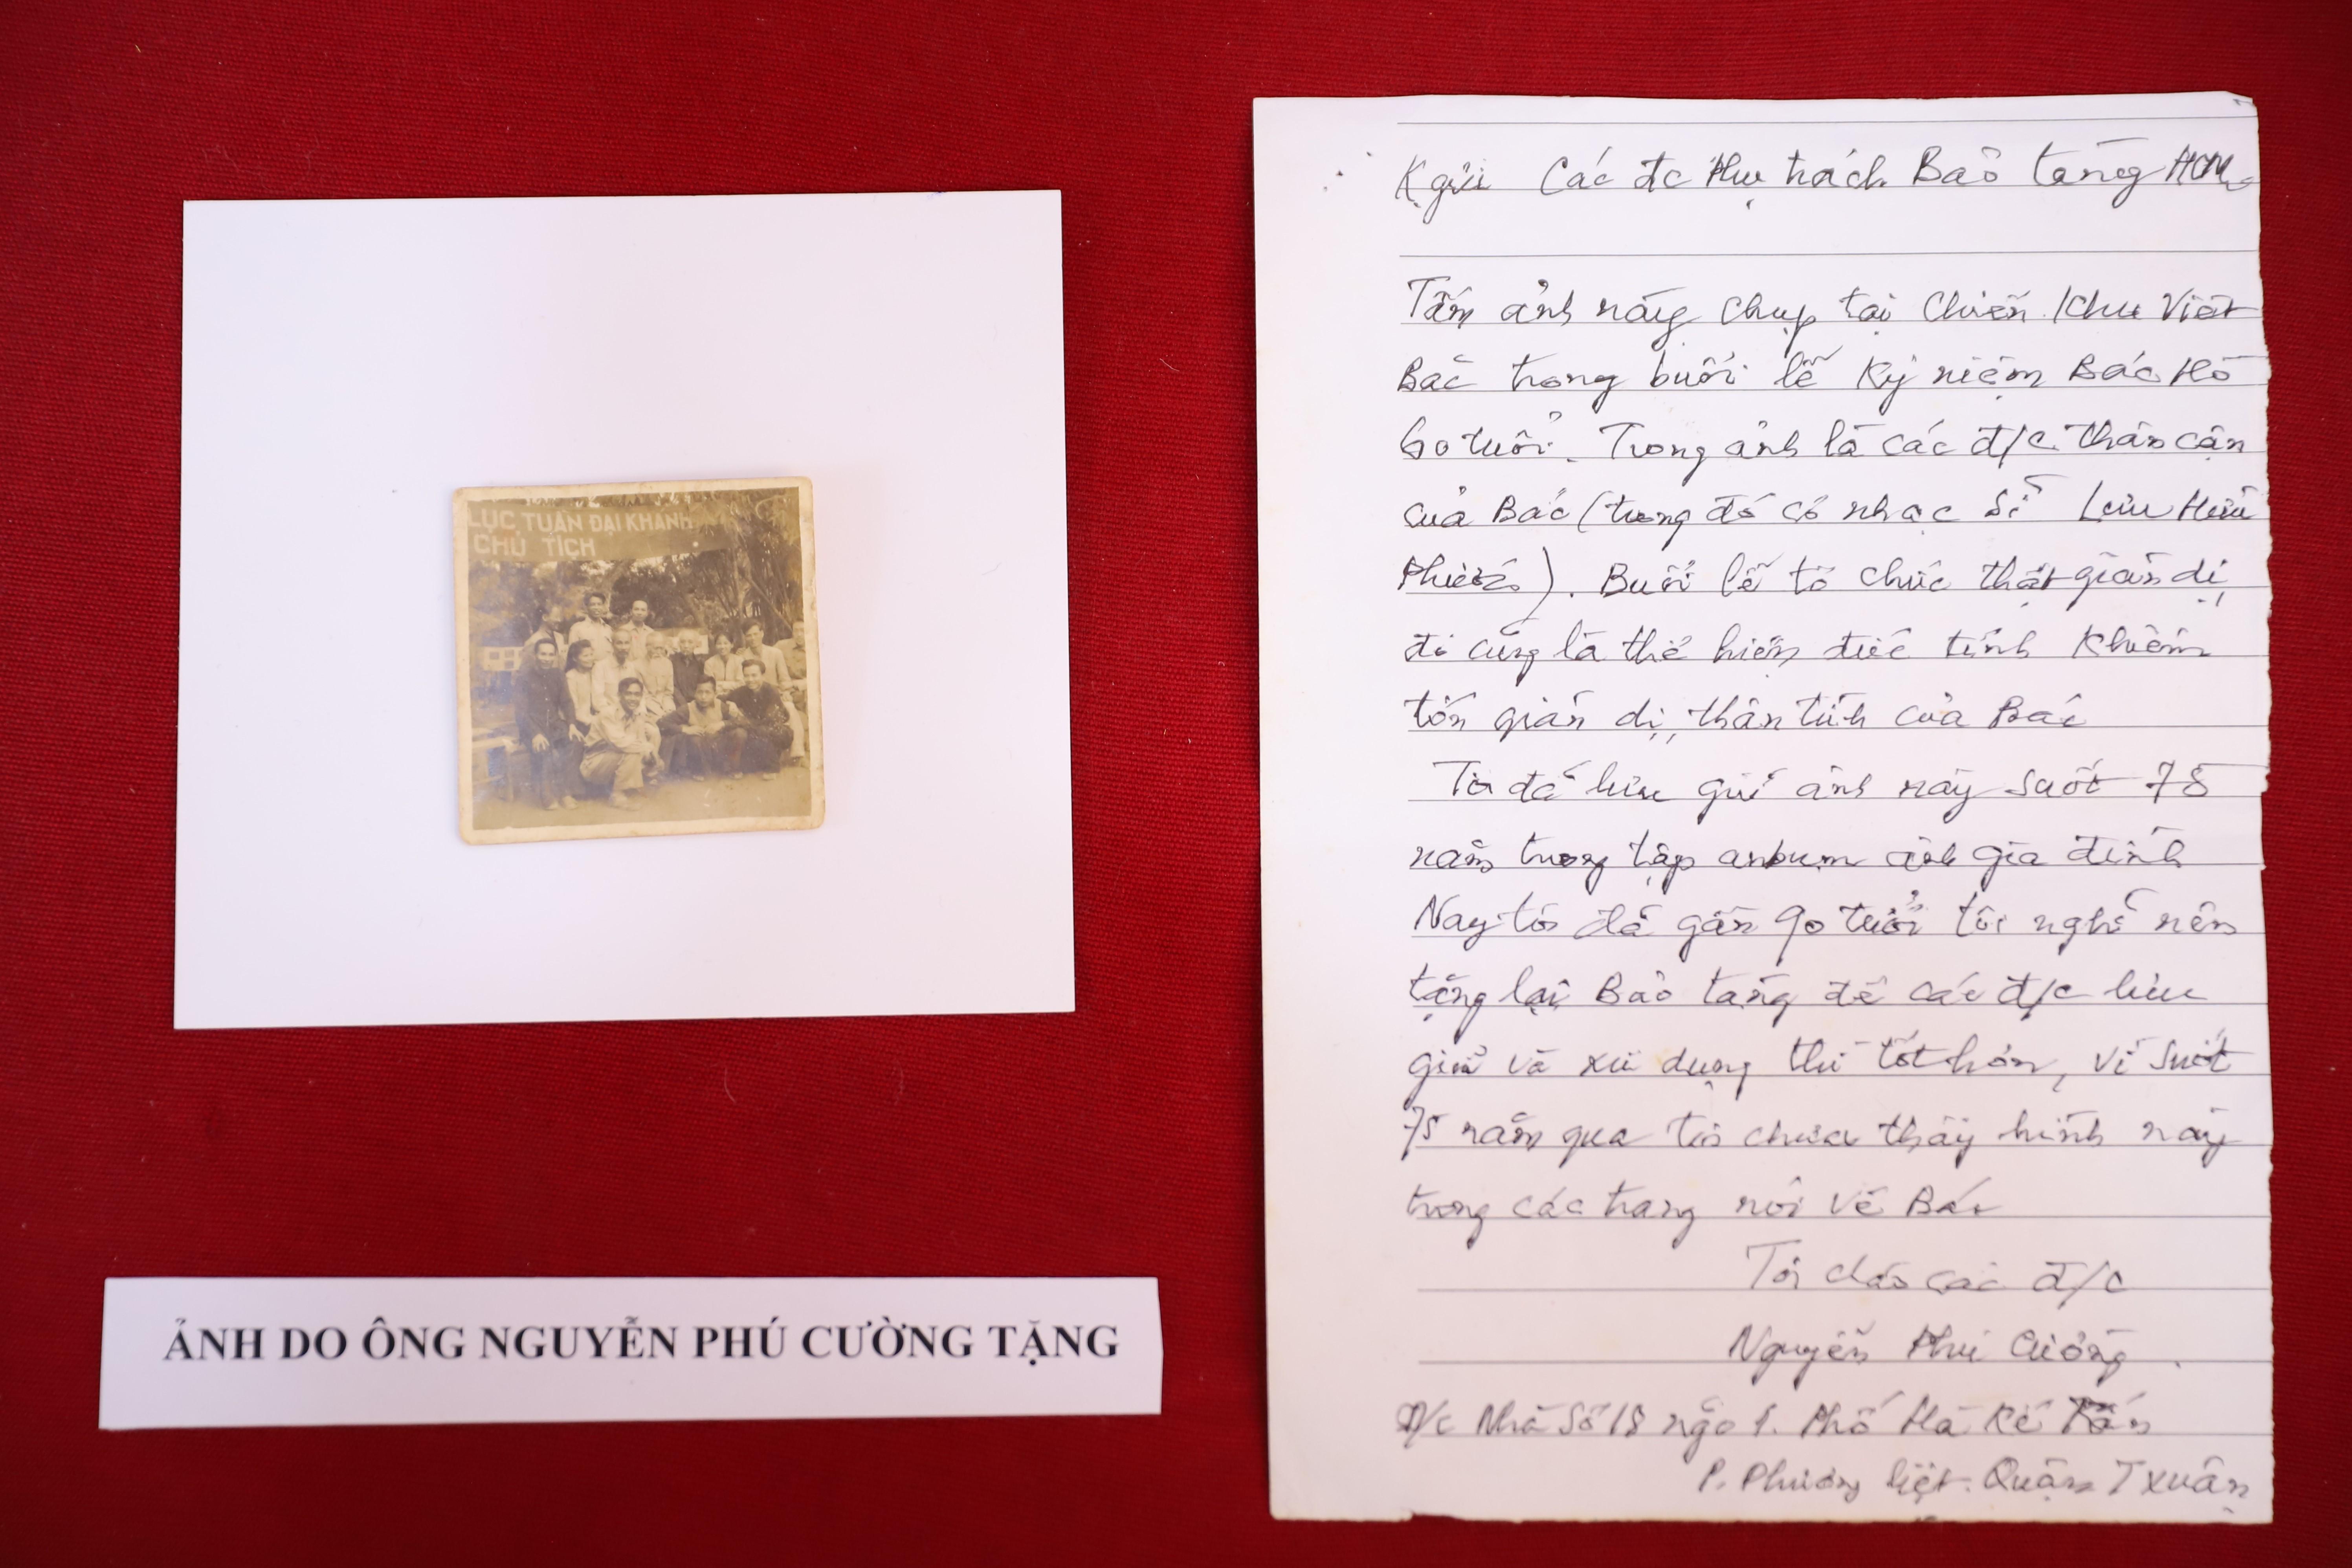 LỤC TUẦN ĐẠI KHÁNH
CHỦ TỊCH
ẢNH DO ÔNG NGUYỄN PHÚ CƯỜNG TẶNG
K gửi Các đc Phụ trách Bảo tàng HCM
Tấm ảnh này chụp tại Chiến Khu Việt
Bắc trong buổi lễ Kỷ niệm Bác Hồ
60 tuổi. Trong ảnh là các đ/c thân cận
của Bác (trong đó có nhạc sĩ Lưu Hữu
Phước). Buổi lễ tổ chức thật giản dị
đó cũng là thể hiện đức tính Khiêm
tốn giản dị, thân tình của Bác
Tôi đã lưu giữ ảnh này suốt 75
năm trong tập anbum ảnh gia đình
Nay tôi đã gần 90 tuổi tôi nghĩ nên
tặng lại Bảo tàng để các đ/c lưu
giữ và xử dụng thì tốt hơn, vì suốt
75 năm qua tôi chưa thấy hình này
trong các trang nói về Bác
Tôi chào các đ/c
Nguyễn Phú Cường
Đ/c Nhà Số 18 ngõ 1. Phố Hà Kế Tấn
P. Phương Liệt. Quận T Xuân